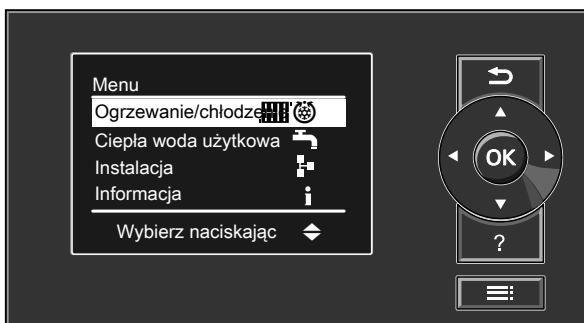 Menu
Ogrzewanie/chłodze
Ciepła woda użytkowa
Instalacja
Informacja
Wybierz naciskając
OK
?